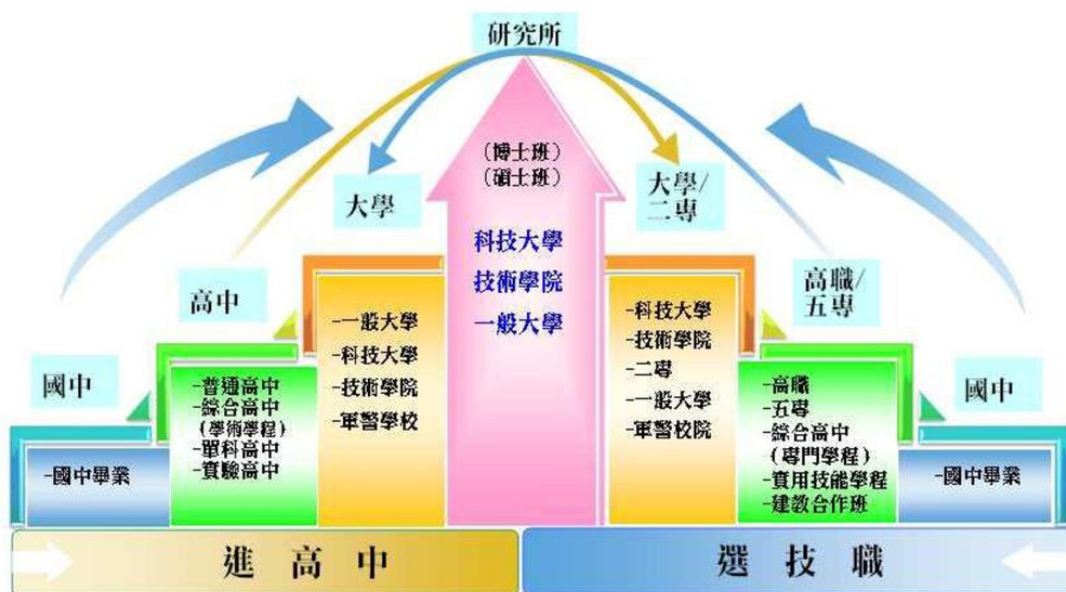 研究所
(博士班)
(碩士班)
科技大學
技術學院
一般大學
大學
大學/
二專
高中
高職/
五專
國中
國中
-國中畢業
-普通高中
-綜合高中
(學術學程)
-單科高中
-實驗高中
-一般大學
-科技大學
-技術學院
-軍警學校
-科技大學
-技術學院
-二專
-一般大學
-軍警校院
-高職
-五專
-綜合高中
(專門學程)
-實用技能學程
-建教合作班
-國中畢業
進高中
選技職